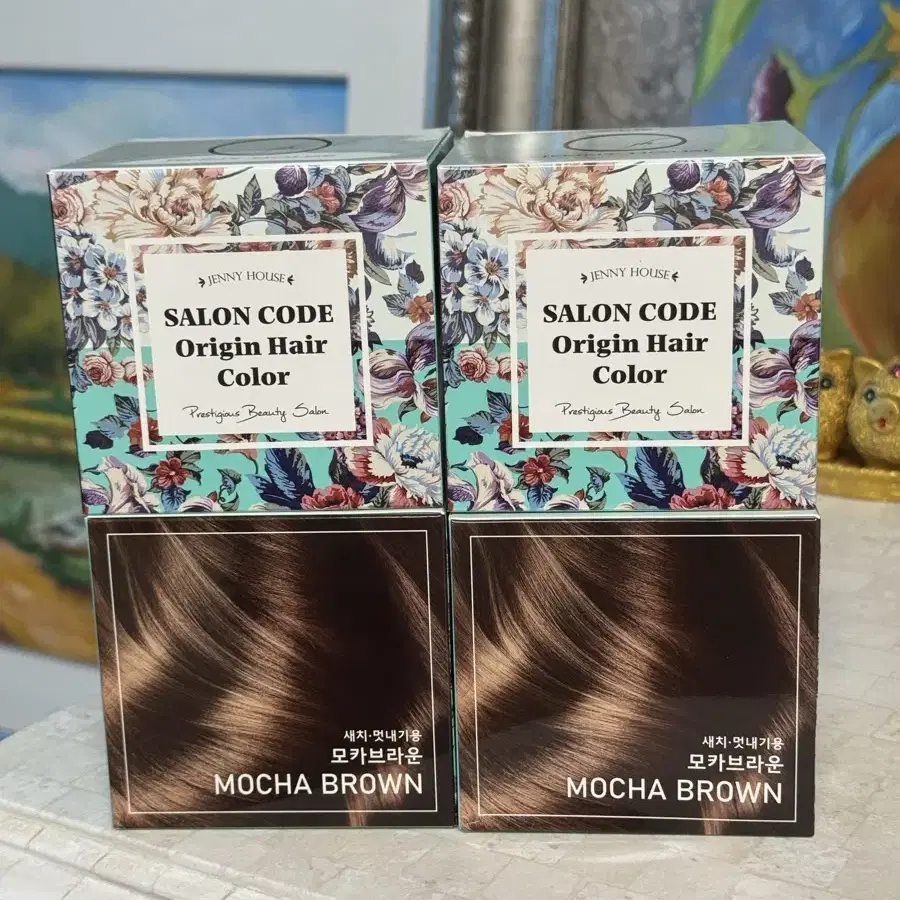 JENNY HOUSE
SALON CODE
Origin Hair
Color
Prestigious Beauty Salon
JENNY HOUSE
SALON CODE
Origin Hair
Color
Prestigious Beauty Salon
새치·멋내기용
모카브라운
MOCHA BROWN
새치·멋내기용
모카브라운
MOCHA BROWN